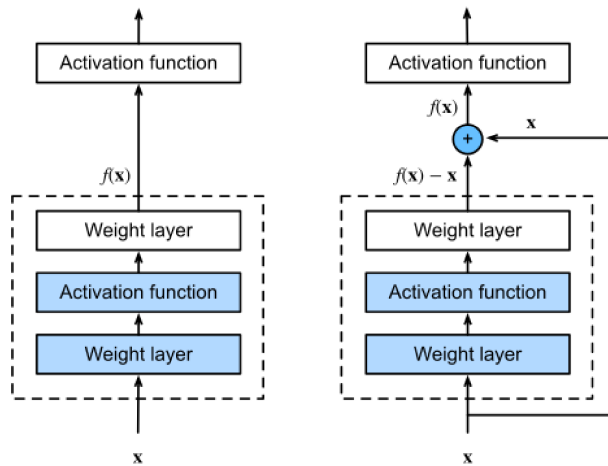 Activation function
f(x)
Weight layer
Activation function
Weight layer
x
Activation function
f(x)
+
x
f(x) − x
Weight layer
Activation function
Weight layer
x